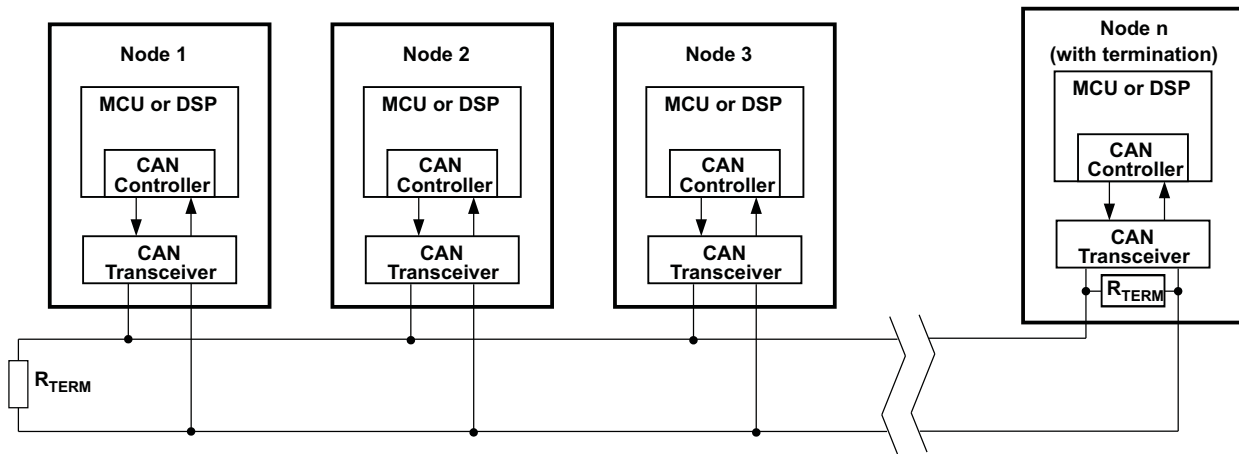 Node 1
MCU or DSP
CAN
Controller
CAN
Transceiver
Node 2
MCU or DSP
CAN
Controller
CAN
Transceiver
Node 3
MCU or DSP
CAN
Controller
CAN
Transceiver
Node n
(with termination)
MCU or DSP
CAN
Controller
CAN
Transceiver
RTERM
RTERM